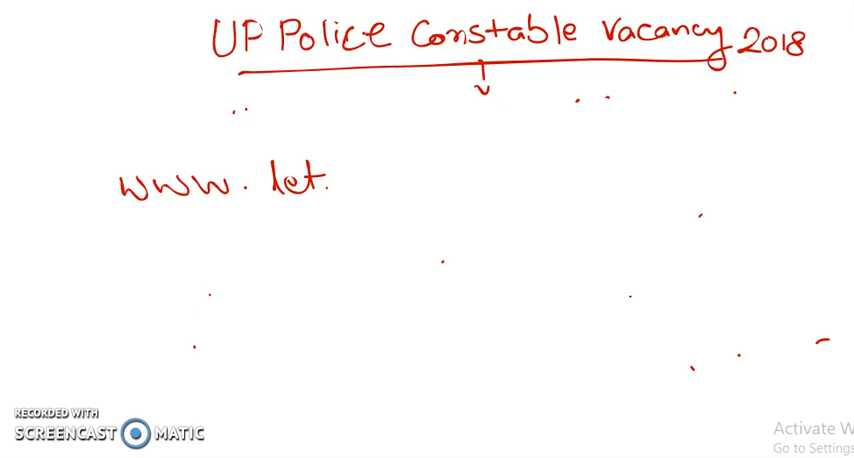 UP Police Constable Vacancy 2018
www.let.
RECORDED WITH
SCREENCAST MATIC
Activate W
Go to Settings